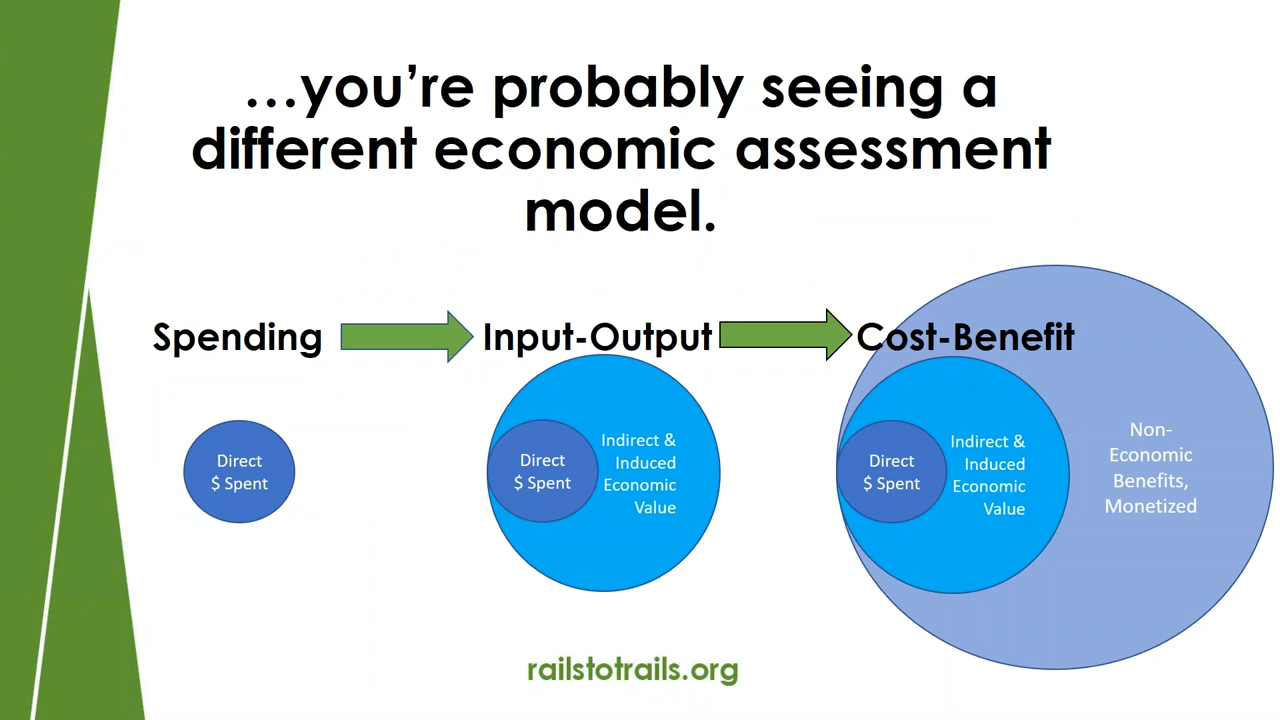 …you’re probably seeing a
different economic assessment
model.
Spending
Input-Output
Cost-Benefit
Direct
$ Spent
Direct
$ Spent
Indirect &
Induced
Economic
Value
Direct
$ Spent
Indirect &
Induced
Economic
Value
Non-
Economic
Benefits,
Monetized
railstotrails.org